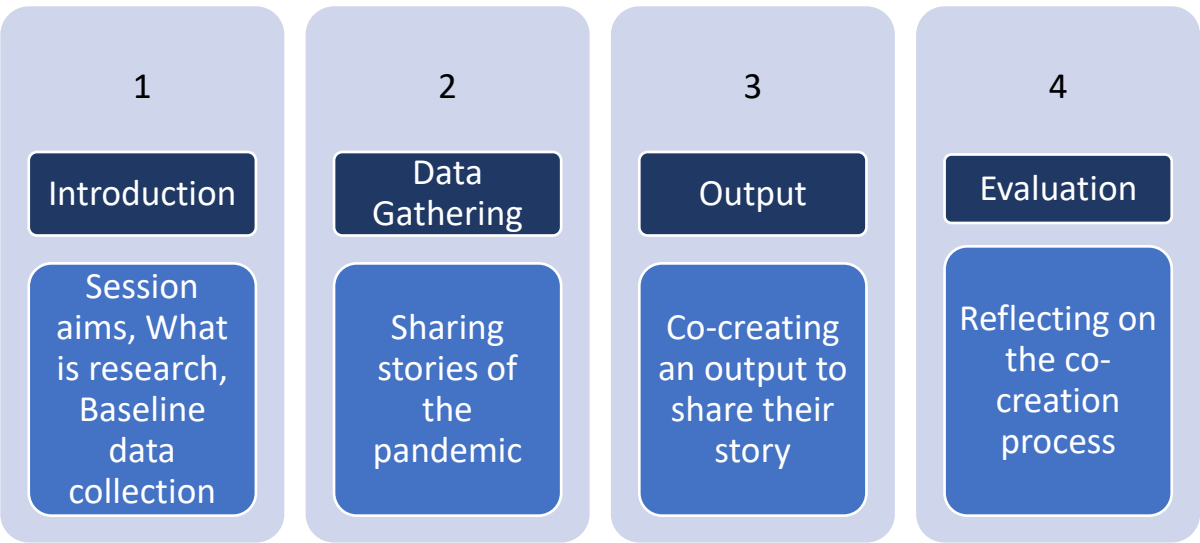 1
Introduction
Session
aims, What
is research,
Baseline
data
collection
2
Data
Gathering
Sharing
stories of
the
pandemic
3
Output
Co-creating
an output to
share their
story
4
Evaluation
Reflecting on
the co-
creation
process